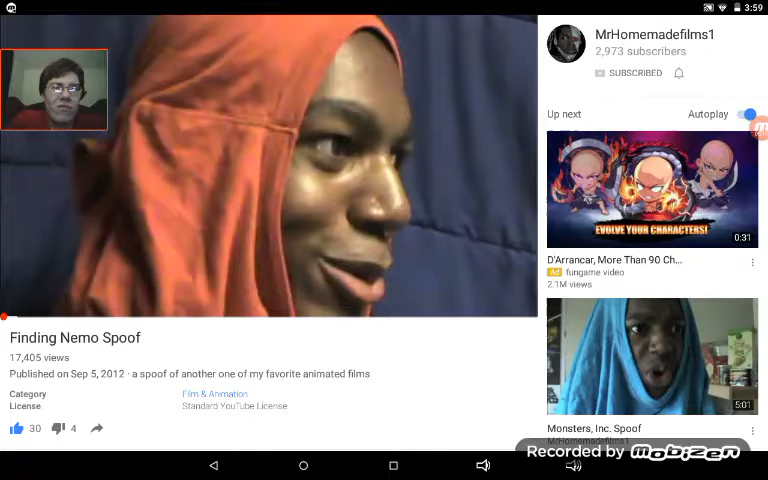 3:59
MrHomemadefilms1
2,973 subscribers
SUBSCRIBED
Up next
Autoplay
EVOLVE YOUR CHARACTERS!
0:31
D'Arrancar, More Than 90 Ch...
Ad fungame video
2.1M views
Finding Nemo Spoof
17,405 views
Published on Sep 5, 2012 · a spoof of another one of my favorite animated films
Category Film & Animation
License Standard YouTube License
30 4
5:01
Monsters, Inc. Spoof
MrHomemadefilms1
Recorded by mobizen